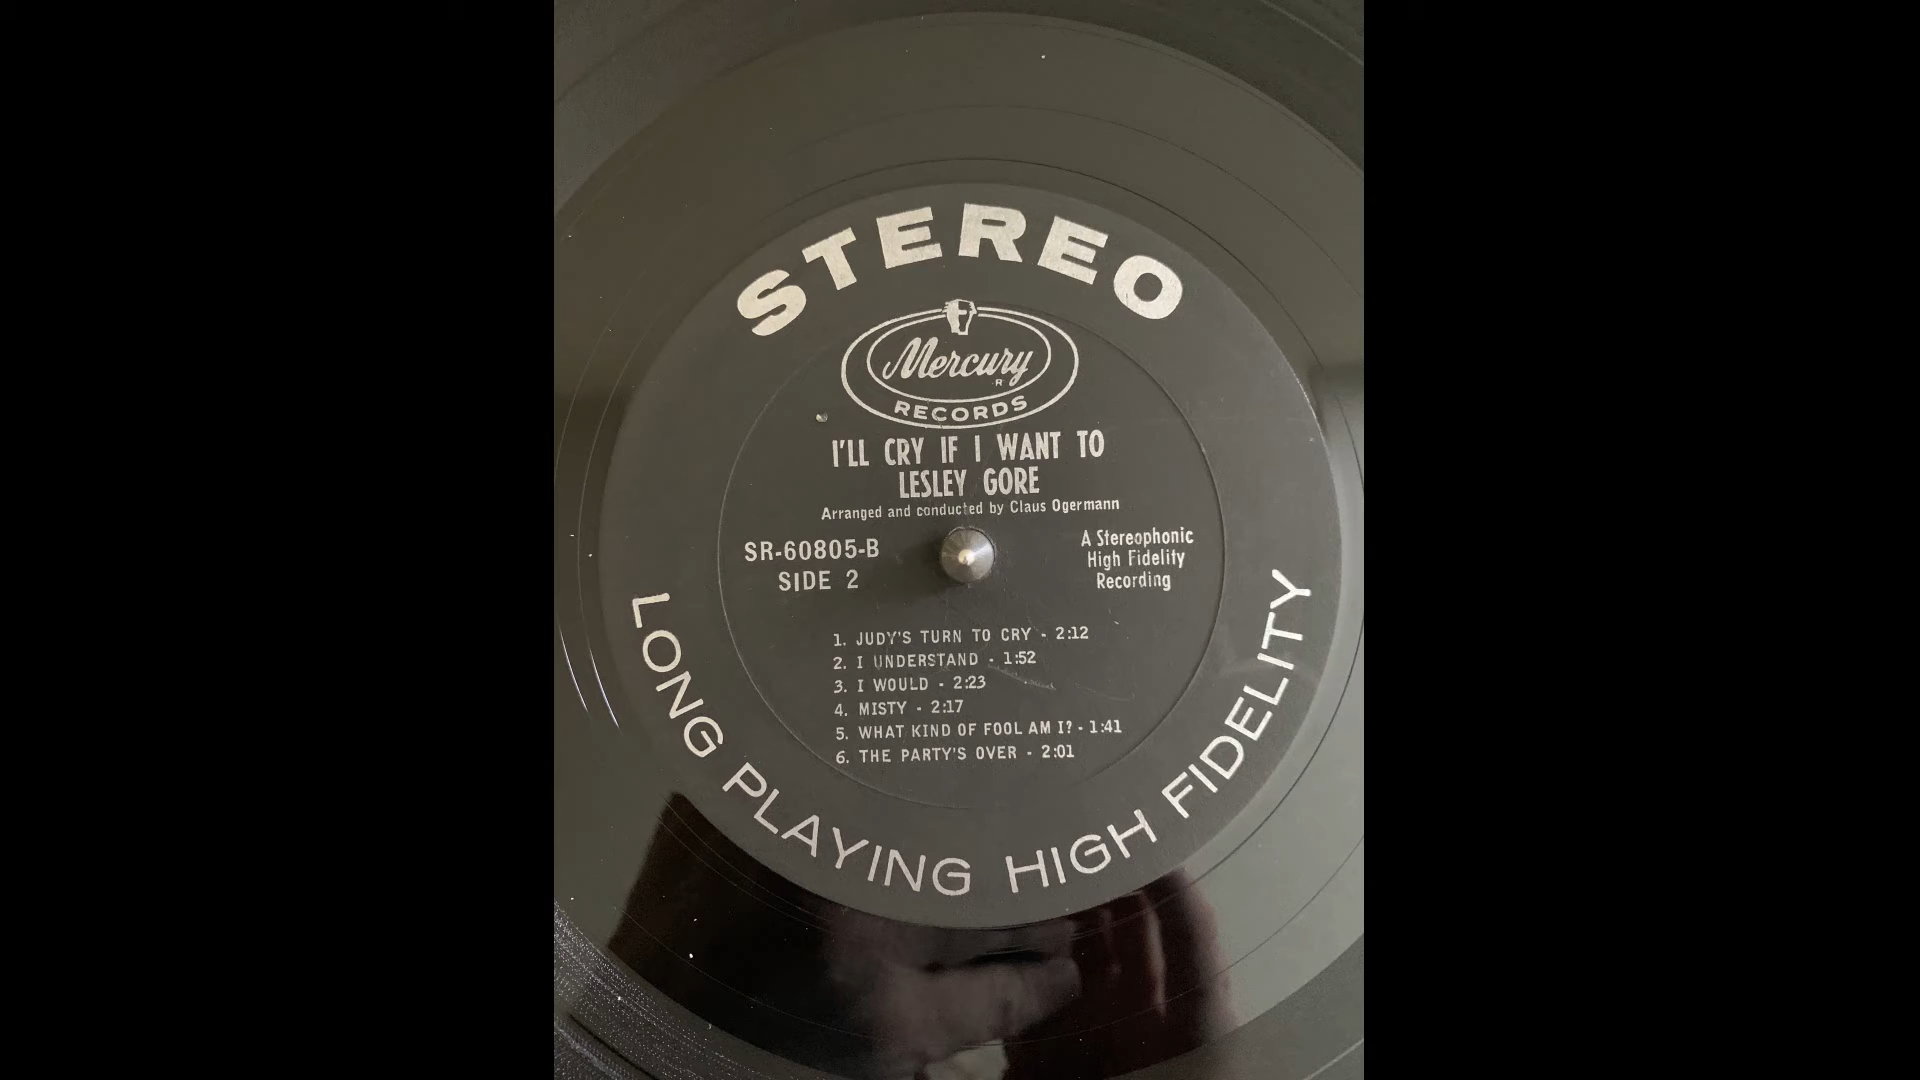 STEREO
Mercury
R
RECORDS
I'LL CRY IF I WANT TO
LESLEY GORE
Arranged and conducted by Claus Ogermann
SR-60805-B
SIDE 2
A Stereophonic
High Fidelity
Recording
1. JUDY'S TURN TO CRY - 2:12
2. I UNDERSTAND - 1:52
3. I WOULD - 2:23
4. MISTY - 2:17
5. WHAT KIND OF FOOL AM I? - 1:41
6. THE PARTY'S OVER - 2:01
LONG PLAYING HIGH FIDELITY